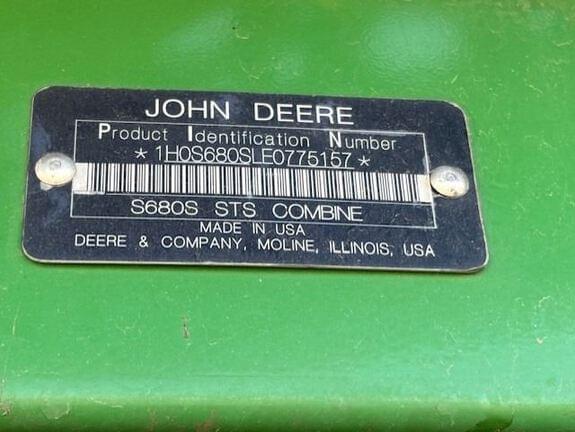 JOHN DEERE
Product Identification Number
*1H0S680SLE0775157*
S680S STS COMBINE
MADE IN USA
DEERE & COMPANY, MOLINE, ILLINOIS, USA